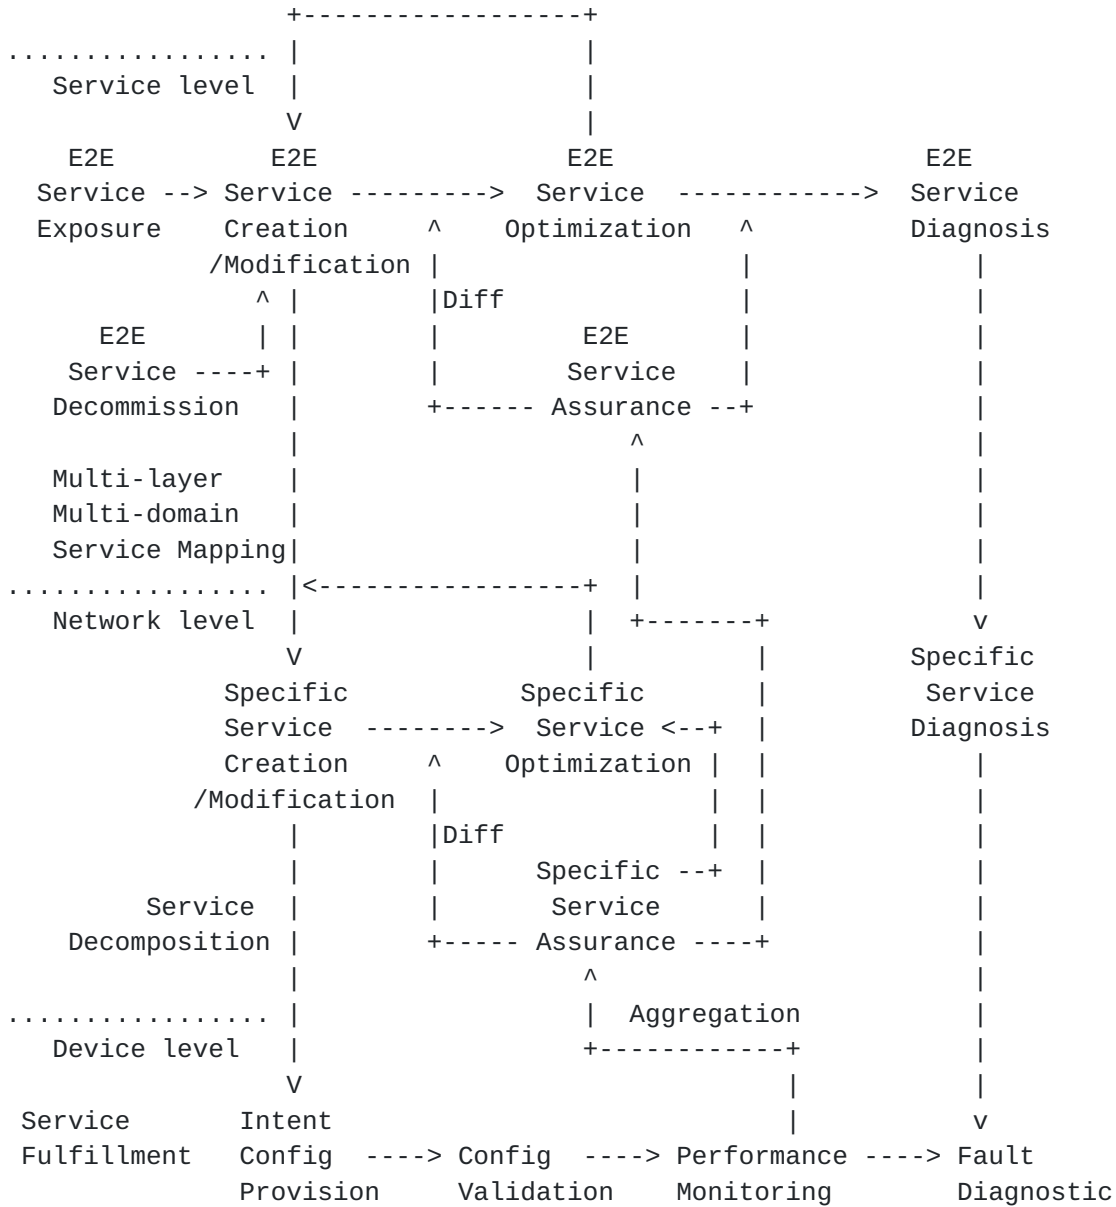 +------------------+
................. |                  |
   Service level  |                  |
                  V                  |
    E2E          E2E                E2E                    E2E
  Service --> Service --------->  Service  ------------>  Service
  Exposure    Creation     ^    Optimization   ^          Diagnosis
             /Modification |                   |              |
                ^ |        |Diff               |              |
      E2E       | |        |         E2E       |              |
    Service ----+ |        |        Service    |              |
   Decommission   |        +------ Assurance --+              |
                  |                     ^                     |
   Multi-layer    |                     |                     |
   Multi-domain   |                     |                     |
   Service Mapping|                     |                     |
................. |<-----------------+  |                     |
   Network level  |                  |  +-------+             v
                  V                  |          |         Specific
              Specific           Specific       |          Service
              Service  -------->  Service <--+  |         Diagnosis
              Creation     ^    Optimization |  |             |
            /Modification  |                 |  |             |
                  |        |Diff             |  |             |
                  |        |      Specific --+  |             |
         Service  |        |       Service      |             |
    Decomposition |        +----- Assurance ----+             |
                  |                  ^                        |
................. |                  |  Aggregation           |
   Device level   |                  +------------+           |
                  V                               |           |
 Service       Intent                             |           v
 Fulfillment   Config  ----> Config  ----> Performance ----> Fault
               Provision     Validation    Monitoring        Diagnostic